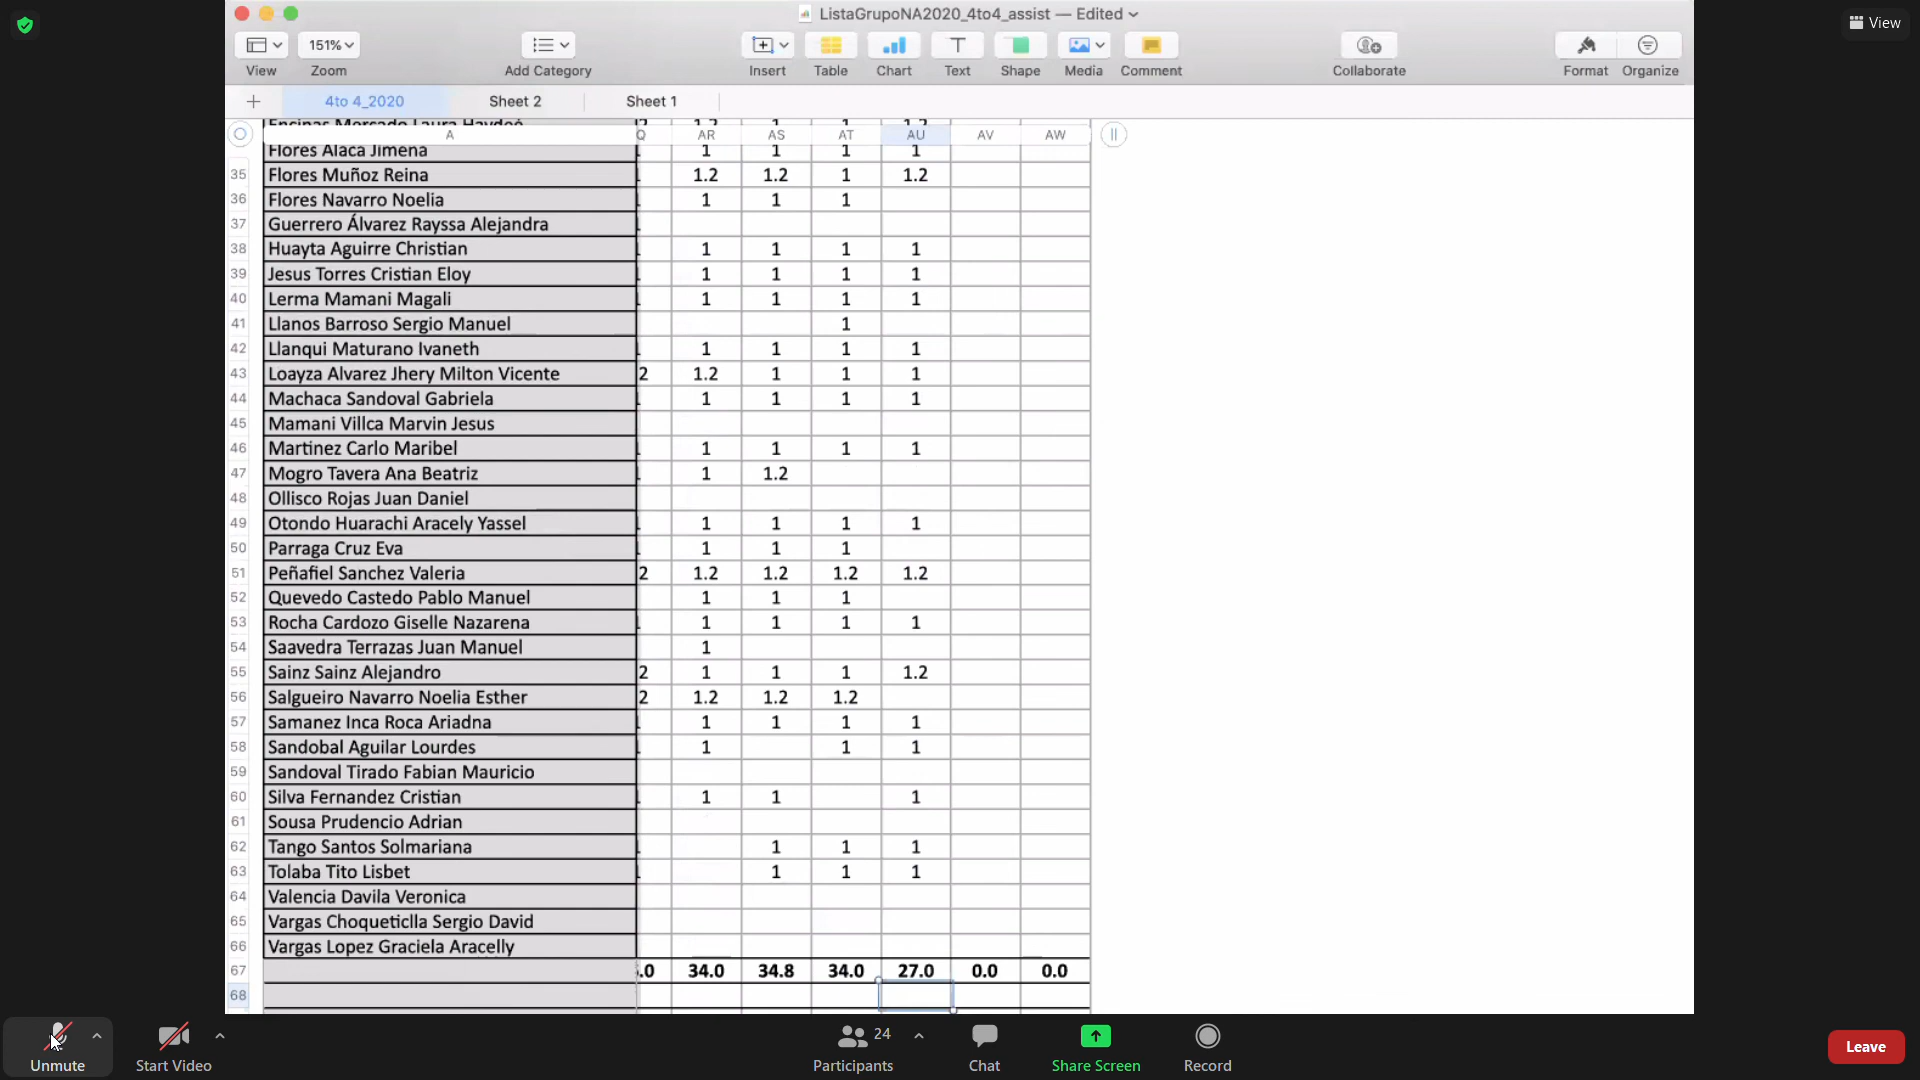 ListaGrupoNA2020_4to4_assist — Edited
View
151%
View Zoom Add Category Insert Table Chart Text Shape Media Comment Collaborate Format Organize
4to 4_2020 Sheet 2 Sheet 1
Encinas Mercado Laura Haydeé 1.2 1 1 1.2
A Q AR AS AT AU AV AW
Flores Alaca Jimena 1 1 1 1
35 Flores Muñoz Reina 1.2 1.2 1 1.2
36 Flores Navarro Noelia 1 1 1
37 Guerrero Álvarez Rayssa Alejandra
38 Huayta Aguirre Christian 1 1 1 1
39 Jesus Torres Cristian Eloy 1 1 1 1
40 Lerma Mamani Magali 1 1 1 1
41 Llanos Barroso Sergio Manuel 1
42 Llanqui Maturano Ivaneth 1 1 1 1
43 Loayza Alvarez Jhery Milton Vicente 2 1.2 1 1 1
44 Machaca Sandoval Gabriela 1 1 1 1
45 Mamani Villca Marvin Jesus
46 Martinez Carlo Maribel 1 1 1 1
47 Mogro Tavera Ana Beatriz 1 1.2
48 Ollisco Rojas Juan Daniel
49 Otondo Huarachi Aracely Yassel 1 1 1 1
50 Parraga Cruz Eva 1 1 1
51 Peñafiel Sanchez Valeria 2 1.2 1.2 1.2 1.2
52 Quevedo Castedo Pablo Manuel 1 1 1
53 Rocha Cardozo Giselle Nazarena 1 1 1 1
54 Saavedra Terrazas Juan Manuel 1
55 Sainz Sainz Alejandro 2 1 1 1 1.2
56 Salgueiro Navarro Noelia Esther 2 1.2 1.2 1.2
57 Samanez Inca Roca Ariadna 1 1 1 1
58 Sandobal Aguilar Lourdes 1 1 1
59 Sandoval Tirado Fabian Mauricio
60 Silva Fernandez Cristian 1 1 1
61 Sousa Prudencio Adrian
62 Tango Santos Solmariana 1 1 1
63 Tolaba Tito Lisbet 1 1 1
64 Valencia Davila Veronica
65 Vargas Choqueticlla Sergio David
66 Vargas Lopez Graciela Aracelly
67 .0 34.0 34.8 34.0 27.0 0.0 0.0
68
24
Unmute Start Video Participants Chat Share Screen Record Leave